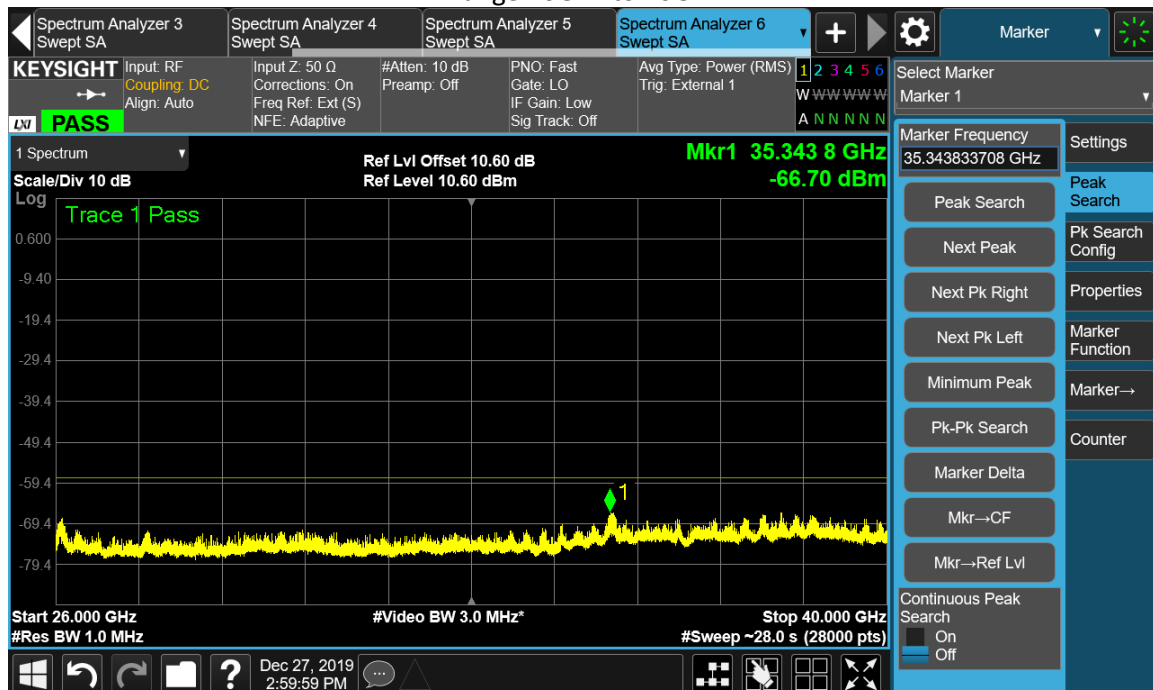 Spectrum Analyzer 3
Swept SA
Spectrum Analyzer 4
Swept SA
Spectrum Analyzer 5
Swept SA
Spectrum Analyzer 6
Swept SA
+
Marker
KEYSIGHT
Input: RF
Coupling: DC
Align: Auto
Input Z: 50 Ω
Corrections: On
Freq Ref: Ext (S)
NFE: Adaptive
#Atten: 10 dB
Preamp: Off
PNO: Fast
Gate: LO
IF Gain: Low
Sig Track: Off
Avg Type: Power (RMS)
Trig: External 1
1 2 3 4 5 6
W W W W W W
A N N N N N
LXI
PASS
Select Marker
Marker 1
1 Spectrum
Scale/Div 10 dB
Ref Lvl Offset 10.60 dB
Ref Level 10.60 dBm
Mkr1 35.343 8 GHz
-66.70 dBm
Log
Trace 1 Pass
0.600
-9.40
-19.4
-29.4
-39.4
-49.4
-59.4
-69.4
-79.4
1
Start 26.000 GHz
#Res BW 1.0 MHz
#Video BW 3.0 MHz*
Stop 40.000 GHz
#Sweep ~28.0 s (28000 pts)
Marker Frequency
35.343833708 GHz
Peak Search
Next Peak
Next Pk Right
Next Pk Left
Minimum Peak
Pk-Pk Search
Marker Delta
Mkr→CF
Mkr→Ref Lvl
Continuous Peak
Search
On
Off
Settings
Peak
Search
Pk Search
Config
Properties
Marker
Function
Marker→
Counter
?
Dec 27, 2019
2:59:59 PM